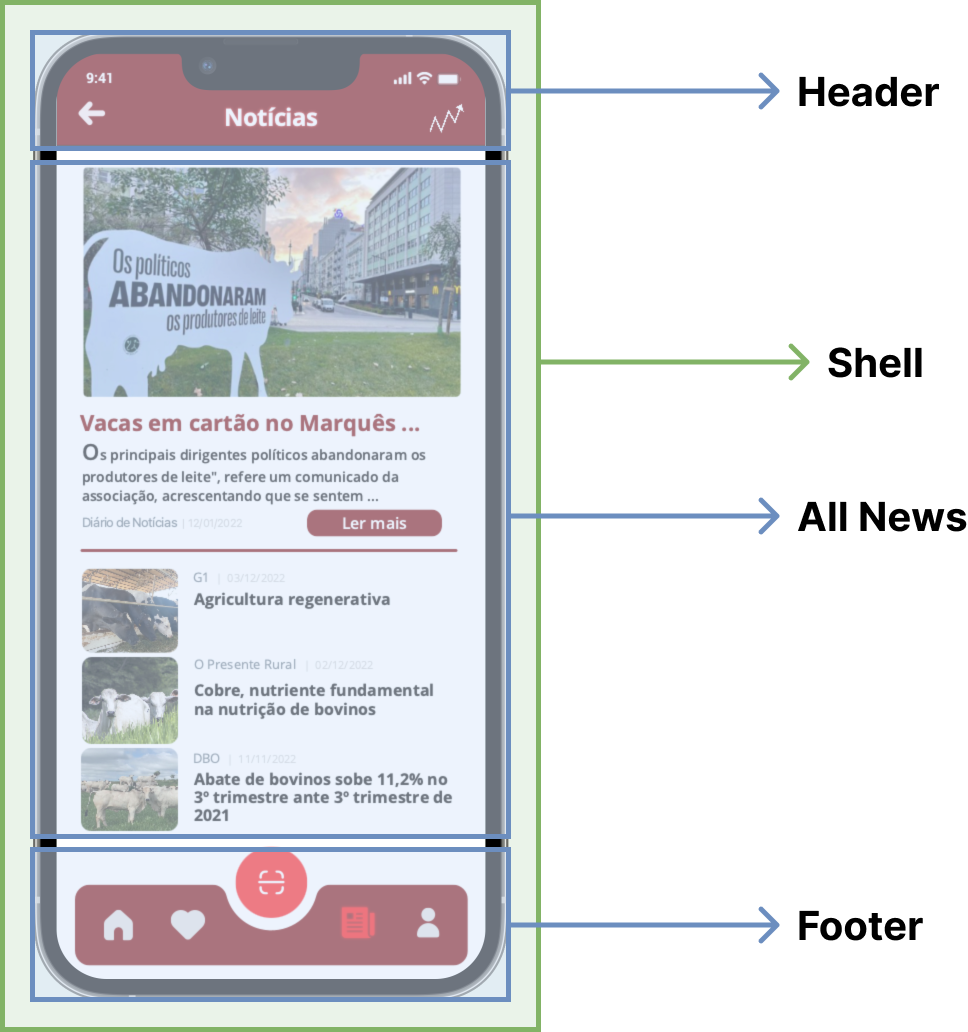 9:41
Notícias
Header
Os políticos
ABANDONARAM
os produtores de leite
Shell
Vacas em cartão no Marquês ...
Os principais dirigentes políticos abandonaram os
produtores de leite", refere um comunicado da
associação, acrescentando que se sentem ...
Diário de Notícias | 12/01/2022
Ler mais
All News
G1 | 03/12/2022
Agricultura regenerativa
O Presente Rural | 02/12/2022
Cobre, nutriente fundamental
na nutrição de bovinos
DBO | 11/11/2022
Abate de bovinos sobe 11,2% no
3º trimestre ante 3º trimestre de
2021
Footer